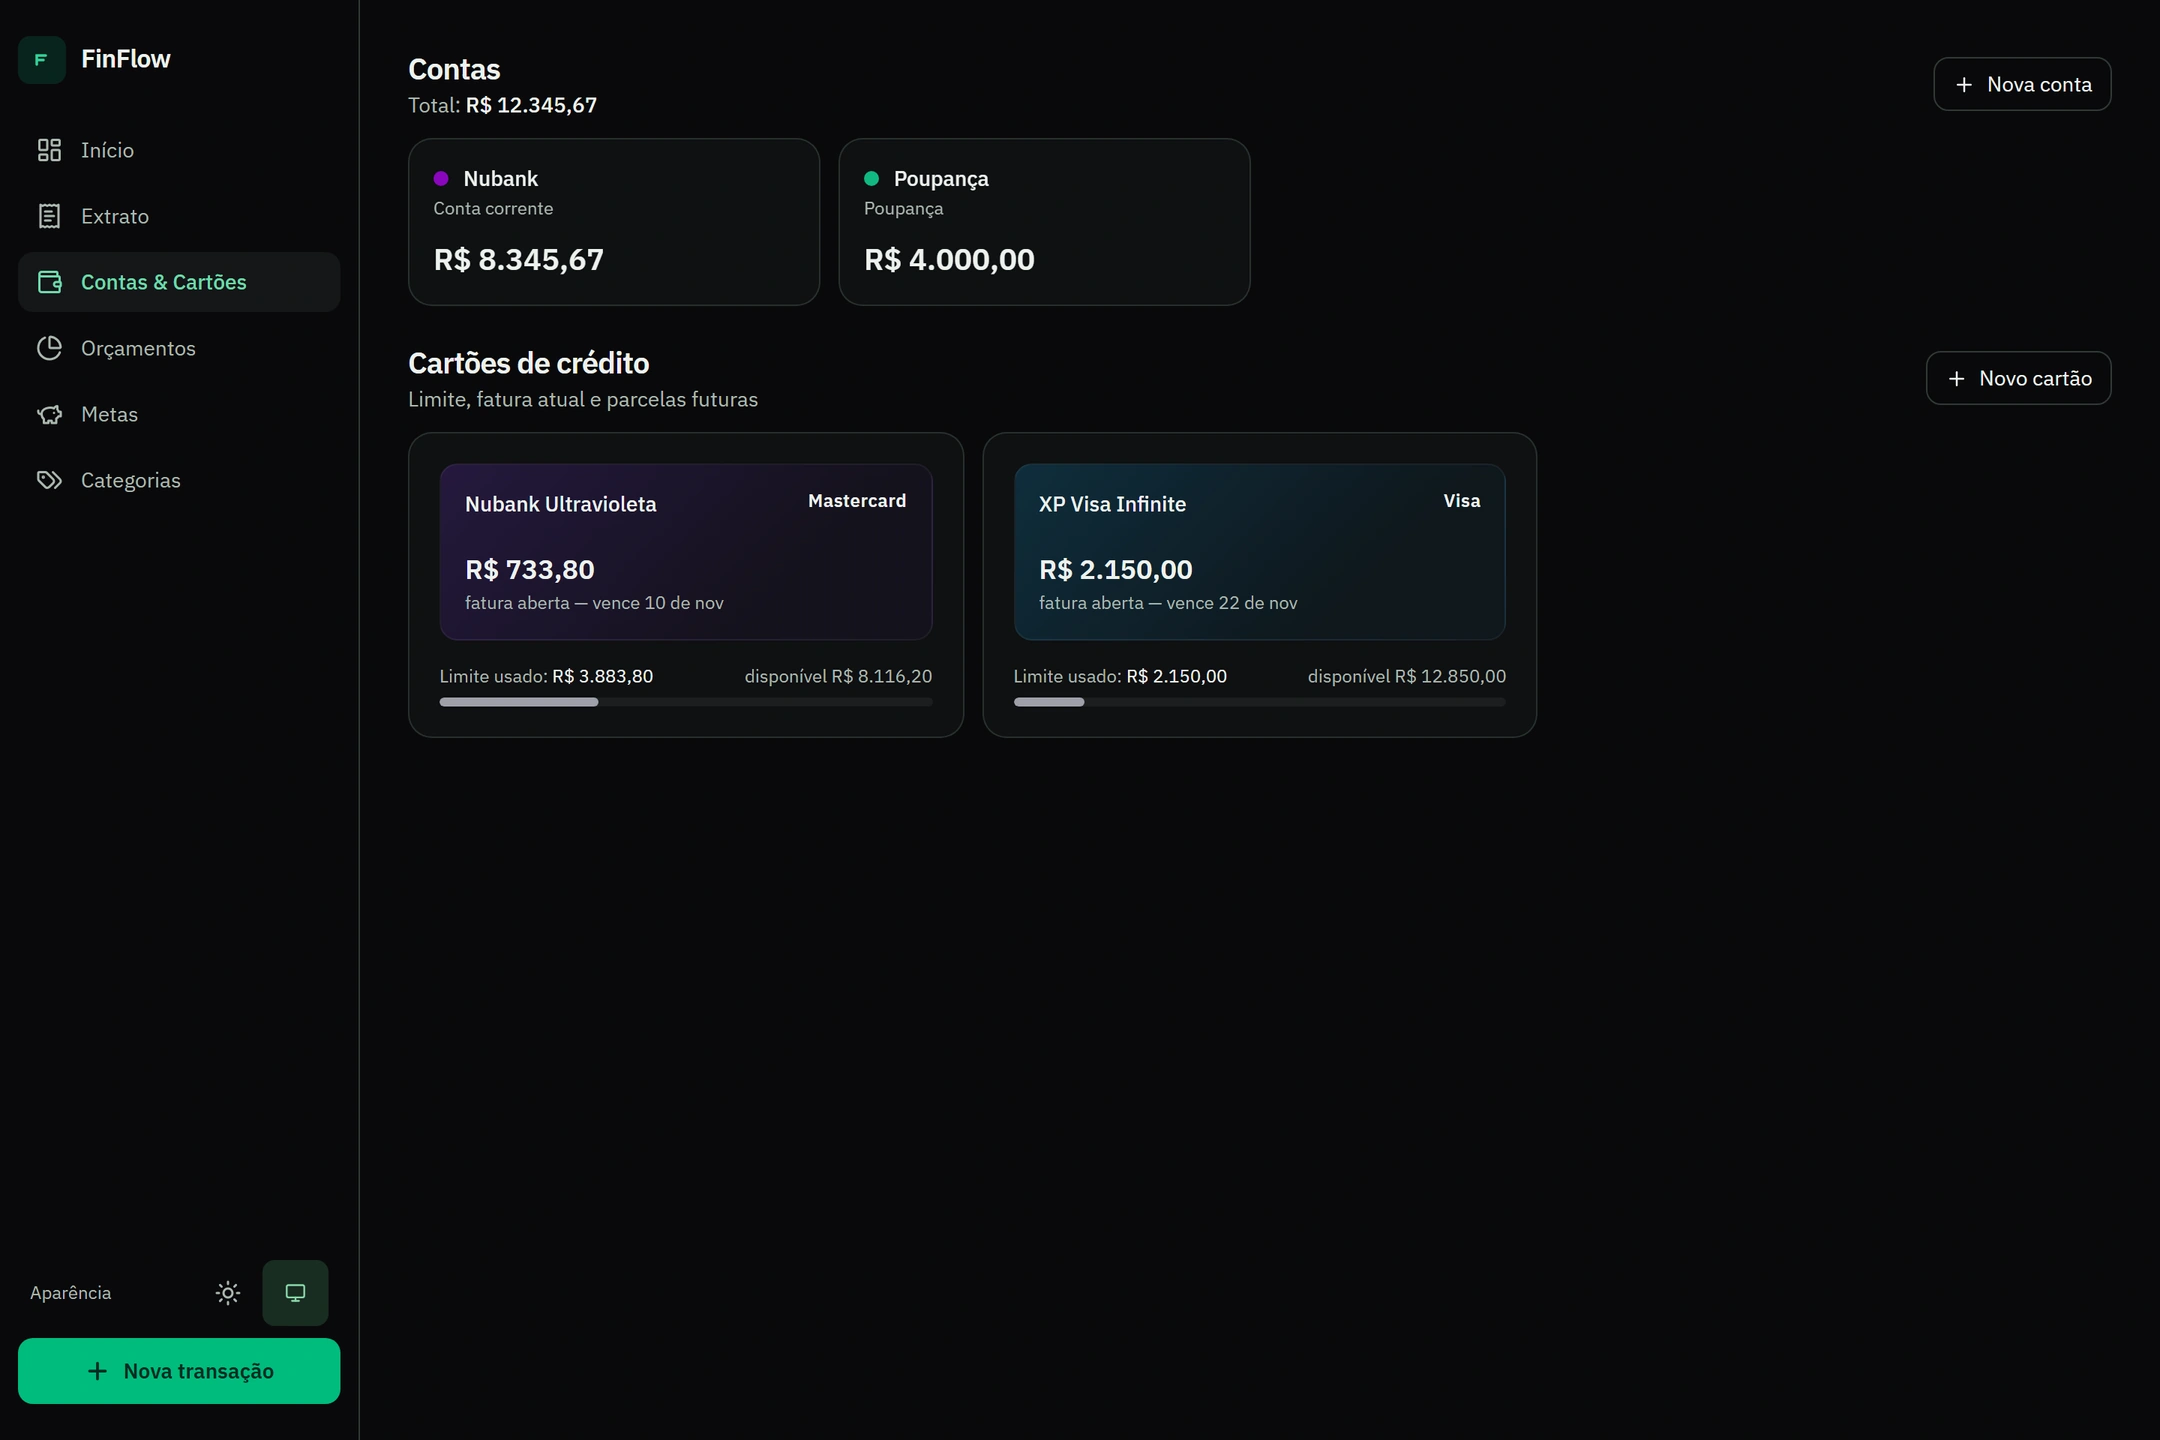 F
FinFlow
Início
Extrato
Contas & Cartões
Orçamentos
Metas
Categorias
Aparência
Nova transação
Contas
Total: R$ 12.345,67
Nova conta
Nubank
Conta corrente
R$ 8.345,67
Poupança
Poupança
R$ 4.000,00
Cartões de crédito
Limite, fatura atual e parcelas futuras
Novo cartão
Nubank Ultravioleta
Mastercard
R$ 733,80
fatura aberta — vence 10 de nov
Limite usado: R$ 3.883,80
disponível R$ 8.116,20
XP Visa Infinite
Visa
R$ 2.150,00
fatura aberta — vence 22 de nov
Limite usado: R$ 2.150,00
disponível R$ 12.850,00